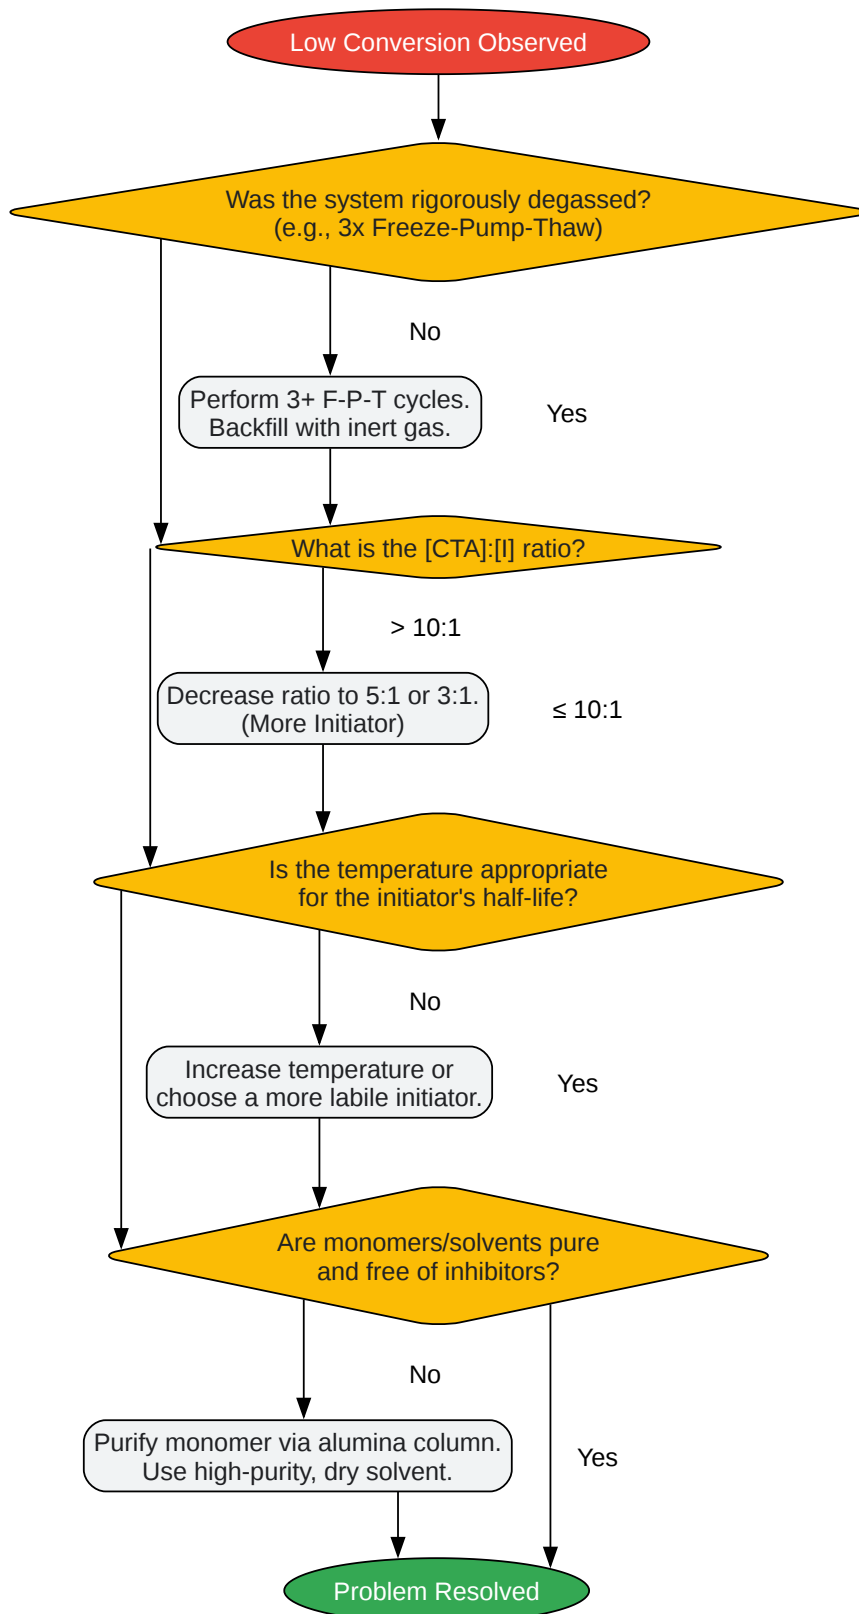 Low Conversion Observed
Was the system rigorously degassed?
(e.g., 3x Freeze-Pump-Thaw)
No
Perform 3+ F-P-T cycles.
Backfill with inert gas.
Yes
What is the [CTA]:[I] ratio?
> 10:1
Decrease ratio to 5:1 or 3:1.
(More Initiator)
≤ 10:1
Is the temperature appropriate
for the initiator's half-life?
No
Increase temperature or
choose a more labile initiator.
Yes
Are monomers/solvents pure
and free of inhibitors?
No
Purify monomer via alumina column.
Use high-purity, dry solvent.
Yes
Problem Resolved